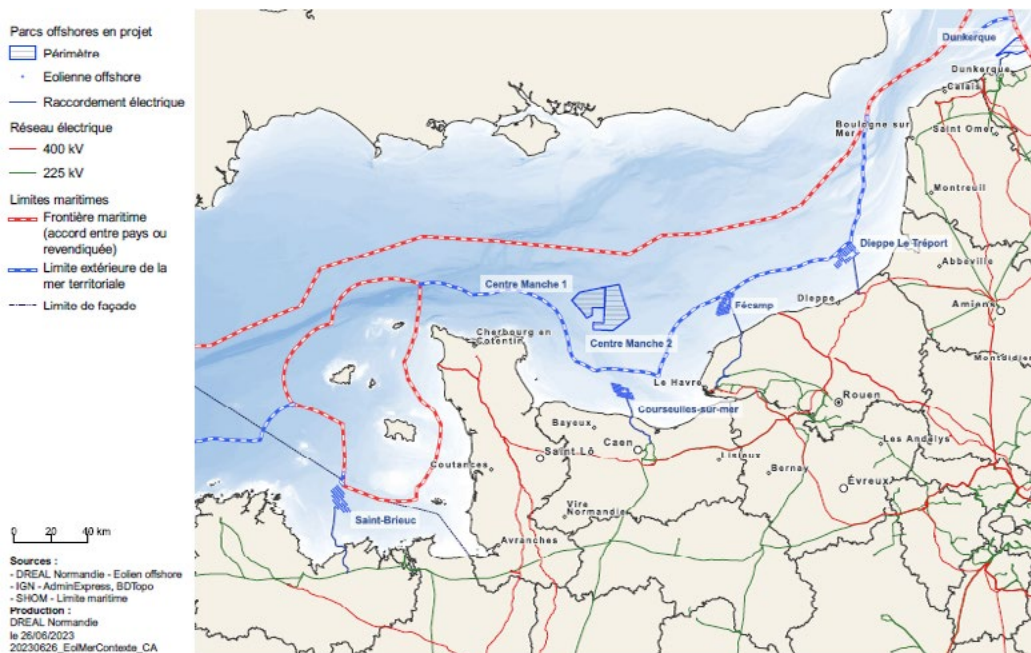 Parcs offshores en projet
Périmètre
Eolienne offshore
Raccordement électrique
Réseau électrique
400 kV
225 kV
Limites maritimes
Frontière maritime
(accord entre pays ou
revendiquée)
Limite extérieure de la
mer territoriale
Limite de façade
0 20 40 km
Sources :
- DREAL Normandie - Eolien offshore
- IGN - AdminExpress, BDTopo
- SHOM - Limite maritime
Production :
DREAL Normandie
le 26/06/2023
20230626_EolMerContexte_CA
Dunkerque
Dunkerque
Calais
Boulogne sur
Mer
Saint Omer
Montreuil
Dieppe Le Tréport
Abbeville
Centre Manche 1
Dieppe
Fécamp
Amiens
Cherbourg en
Cotentin
Centre Manche 2
Montdidier
Le Havre
Rouen
Courseulles-sur-mer
Bayeux
Caen
Les Andelys
Saint Lô
Lisieux
Coutances
Bernay
Évreux
Vire
Normandie
Saint-Brieuc
Avranches